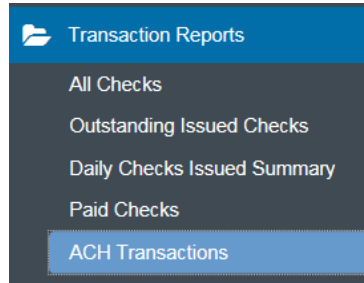 Transaction Reports
All Checks
Outstanding Issued Checks
Daily Checks Issued Summary
Paid Checks
ACH Transactions